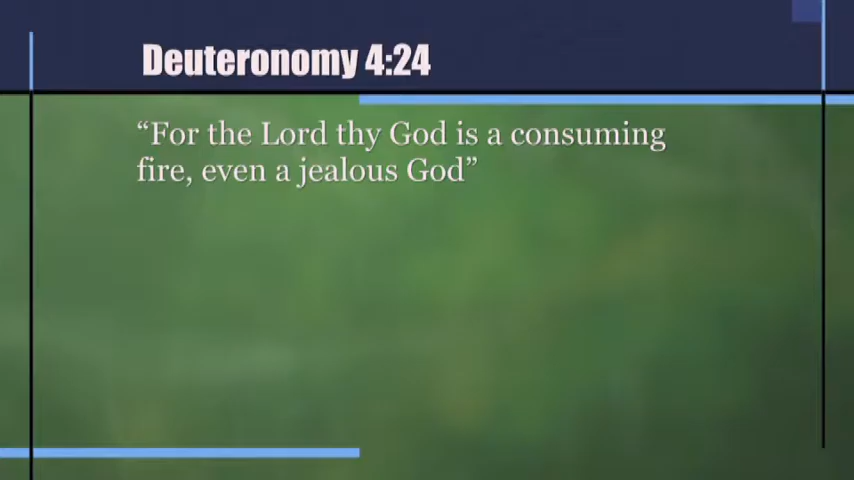 Deuteronomy 4:24
“For the Lord thy God is a consuming
fire, even a jealous God”